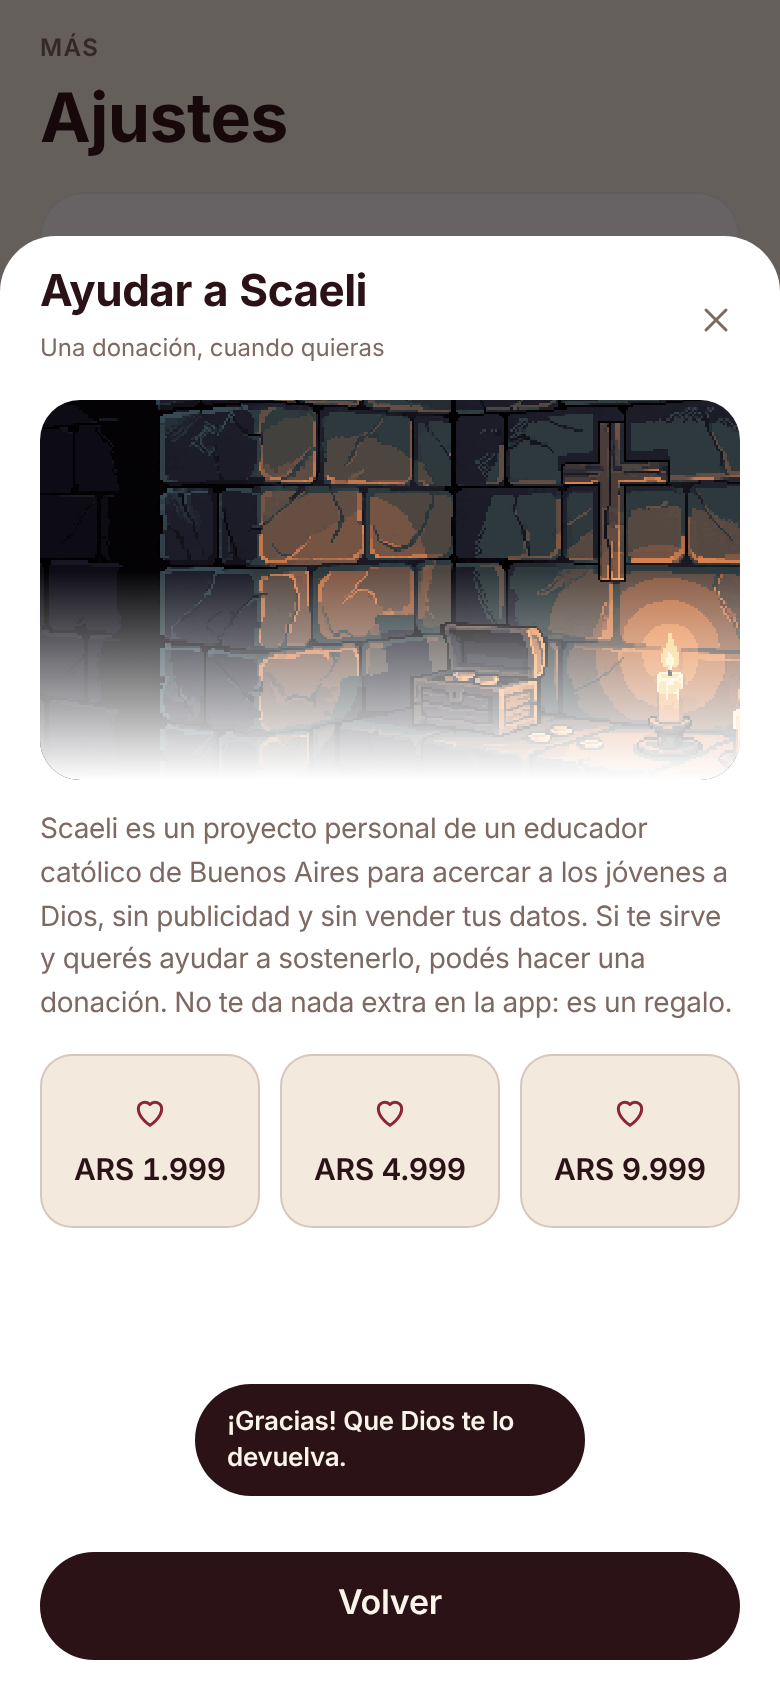 MÁS
Ajustes
Ayudar a Scaeli
Una donación, cuando quieras
Scaeli es un proyecto personal de un educador
católico de Buenos Aires para acercar a los jóvenes a
Dios, sin publicidad y sin vender tus datos. Si te sirve
y querés ayudar a sostenerlo, podés hacer una
donación. No te da nada extra en la app: es un regalo.
ARS 1.999
ARS 4.999
ARS 9.999
¡Gracias! Que Dios te lo
devuelva.
Volver